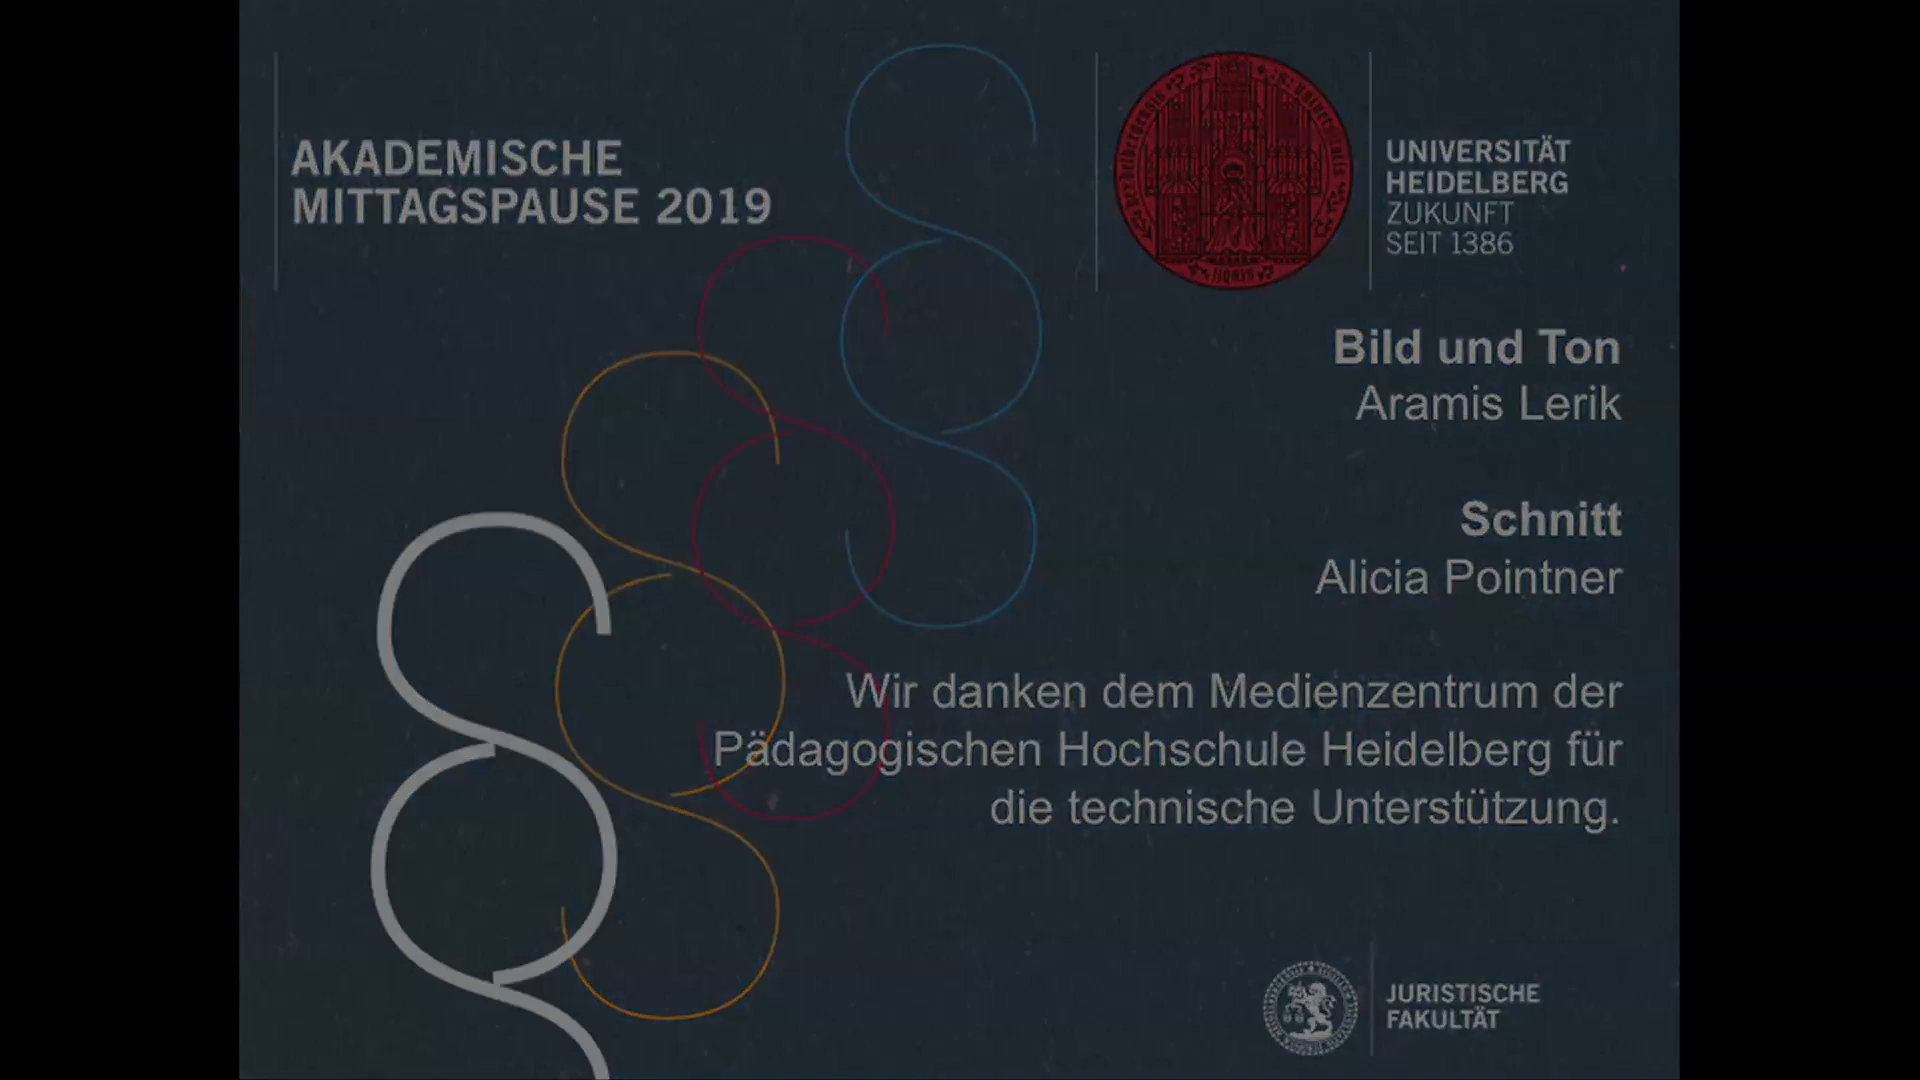 AKADEMISCHE
MITTAGSPAUSE 2019
UNIVERSITÄT
HEIDELBERG
ZUKUNFT
SEIT 1386
Bild und Ton
Aramis Lerik
Schnitt
Alicia Pointner
Wir danken dem Medienzentrum der
Pädagogischen Hochschule Heidelberg für
die technische Unterstützung.
JURISTISCHE
FAKULTÄT